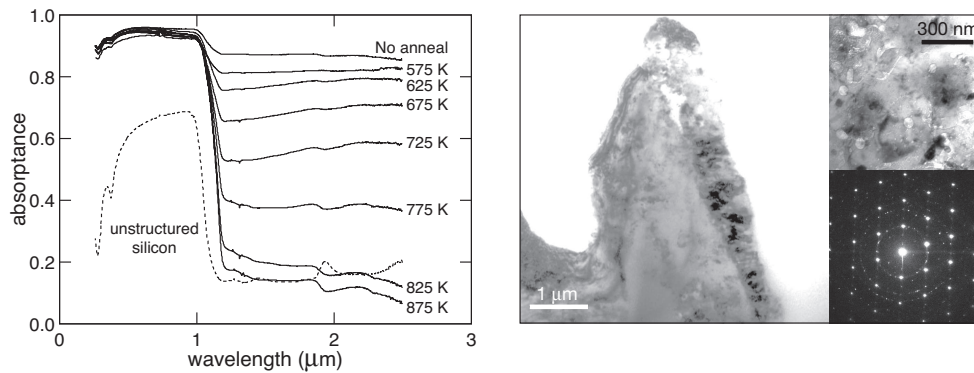 1.0
0.8
0.6
0.4
0.2
0.0
absorptance
0
1
2
3
wavelength (μm)
No anneal
575 K
625 K
675 K
725 K
775 K
825 K
875 K
unstructured
silicon
1 μm
300 nm